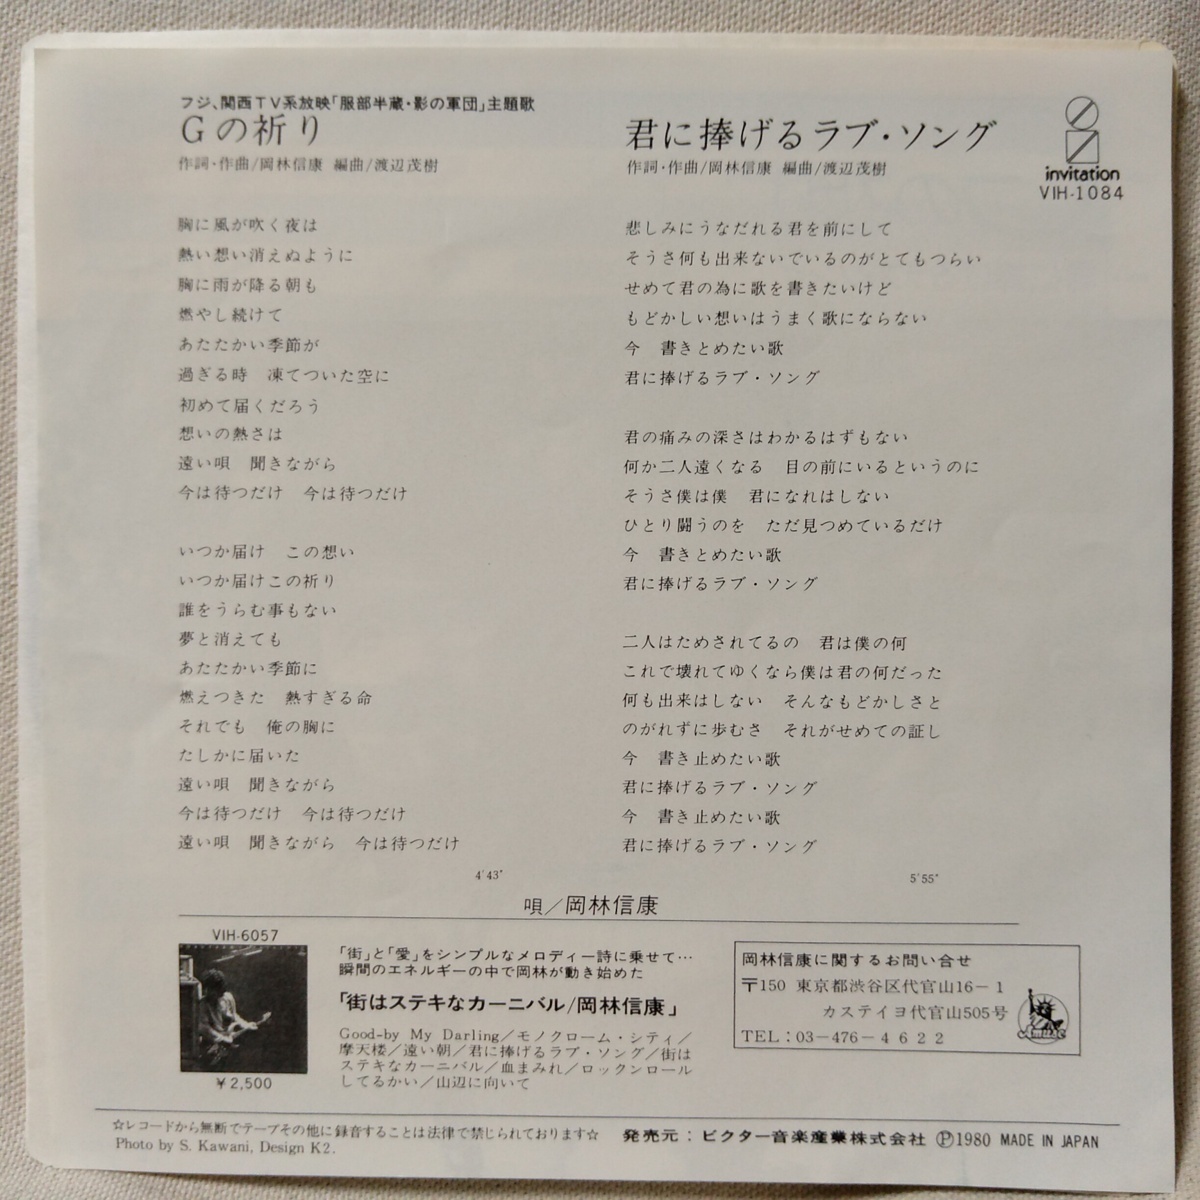 フジ、関西TV系放映「服部半蔵・影の軍団」主題歌
Gの祈り
作詞・作曲/岡林信康 編曲/渡辺茂樹
胸に風が吹く夜は
熱い想い消えぬように
胸に雨が降る朝も
燃やし続けて
あたたかい季節が
過ぎる時　凍てついた空に
初めて届くだろう
想いの熱さは
遠い唄　聞きながら
今は待つだけ　今は待つだけ
いつか届け　この想い
いつか届けこの祈り
誰をうらむ事もない
夢と消えても
あたたかい季節に
燃えつきた　熱すぎる命
それでも　俺の胸に
たしかに届いた
遠い唄　聞きながら
今は待つだけ　今は待つだけ
遠い唄　聞きながら　今は待つだけ
4'43"
君に捧げるラブ・ソング
作詞・作曲/岡林信康 編曲/渡辺茂樹
悲しみにうなだれる君を前にして
そうさ何も出来ないでいるのがとてもつらい
せめて君の為に歌を書きたいけど
もどかしい想いはうまく歌にならない
今　書きとめたい歌
君に捧げるラブ・ソング
君の痛みの深さはわかるはずもない
何か二人遠くなる　目の前にいるというのに
そうさ僕は僕　君になれはしない
ひとり闘うのを　ただ見つめているだけ
今　書きとめたい歌
君に捧げるラブ・ソング
二人はためされてるの　君は僕の何
これで壊れてゆくなら僕は君の何だった
何も出来はしない　そんなもどかしさと
のがれずに歩むさ　それがせめての証し
今　書き止めたい歌
君に捧げるラブ・ソング
今　書き止めたい歌
君に捧げるラブ・ソング
5'55"
invitation
VIH-1084
唄／岡林信康
VIH-6057
¥2,500
「街」と「愛」をシンプルなメロディー詩に乗せて…
瞬間のエネルギーの中で岡林が動き始めた
「街はステキなカーニバル/岡林信康」
Good-by My Darling／モノクローム・シティ／
摩天楼／遠い朝／君に捧げるラブ・ソング／街は
ステキなカーニバル／血まみれ／ロックンロール
してるかい／山辺に向いて
岡林信康に関するお問い合せ
〒150 東京都渋谷区代官山16－1
カステイヨ代官山505号
TEL：03－476－4622
☆レコードから無断でテープその他に録音することは法律で禁じられております☆
Photo by S. Kawani, Design K2.
発売元：ビクター音楽産業株式会社 Ⓟ1980 MADE IN JAPAN